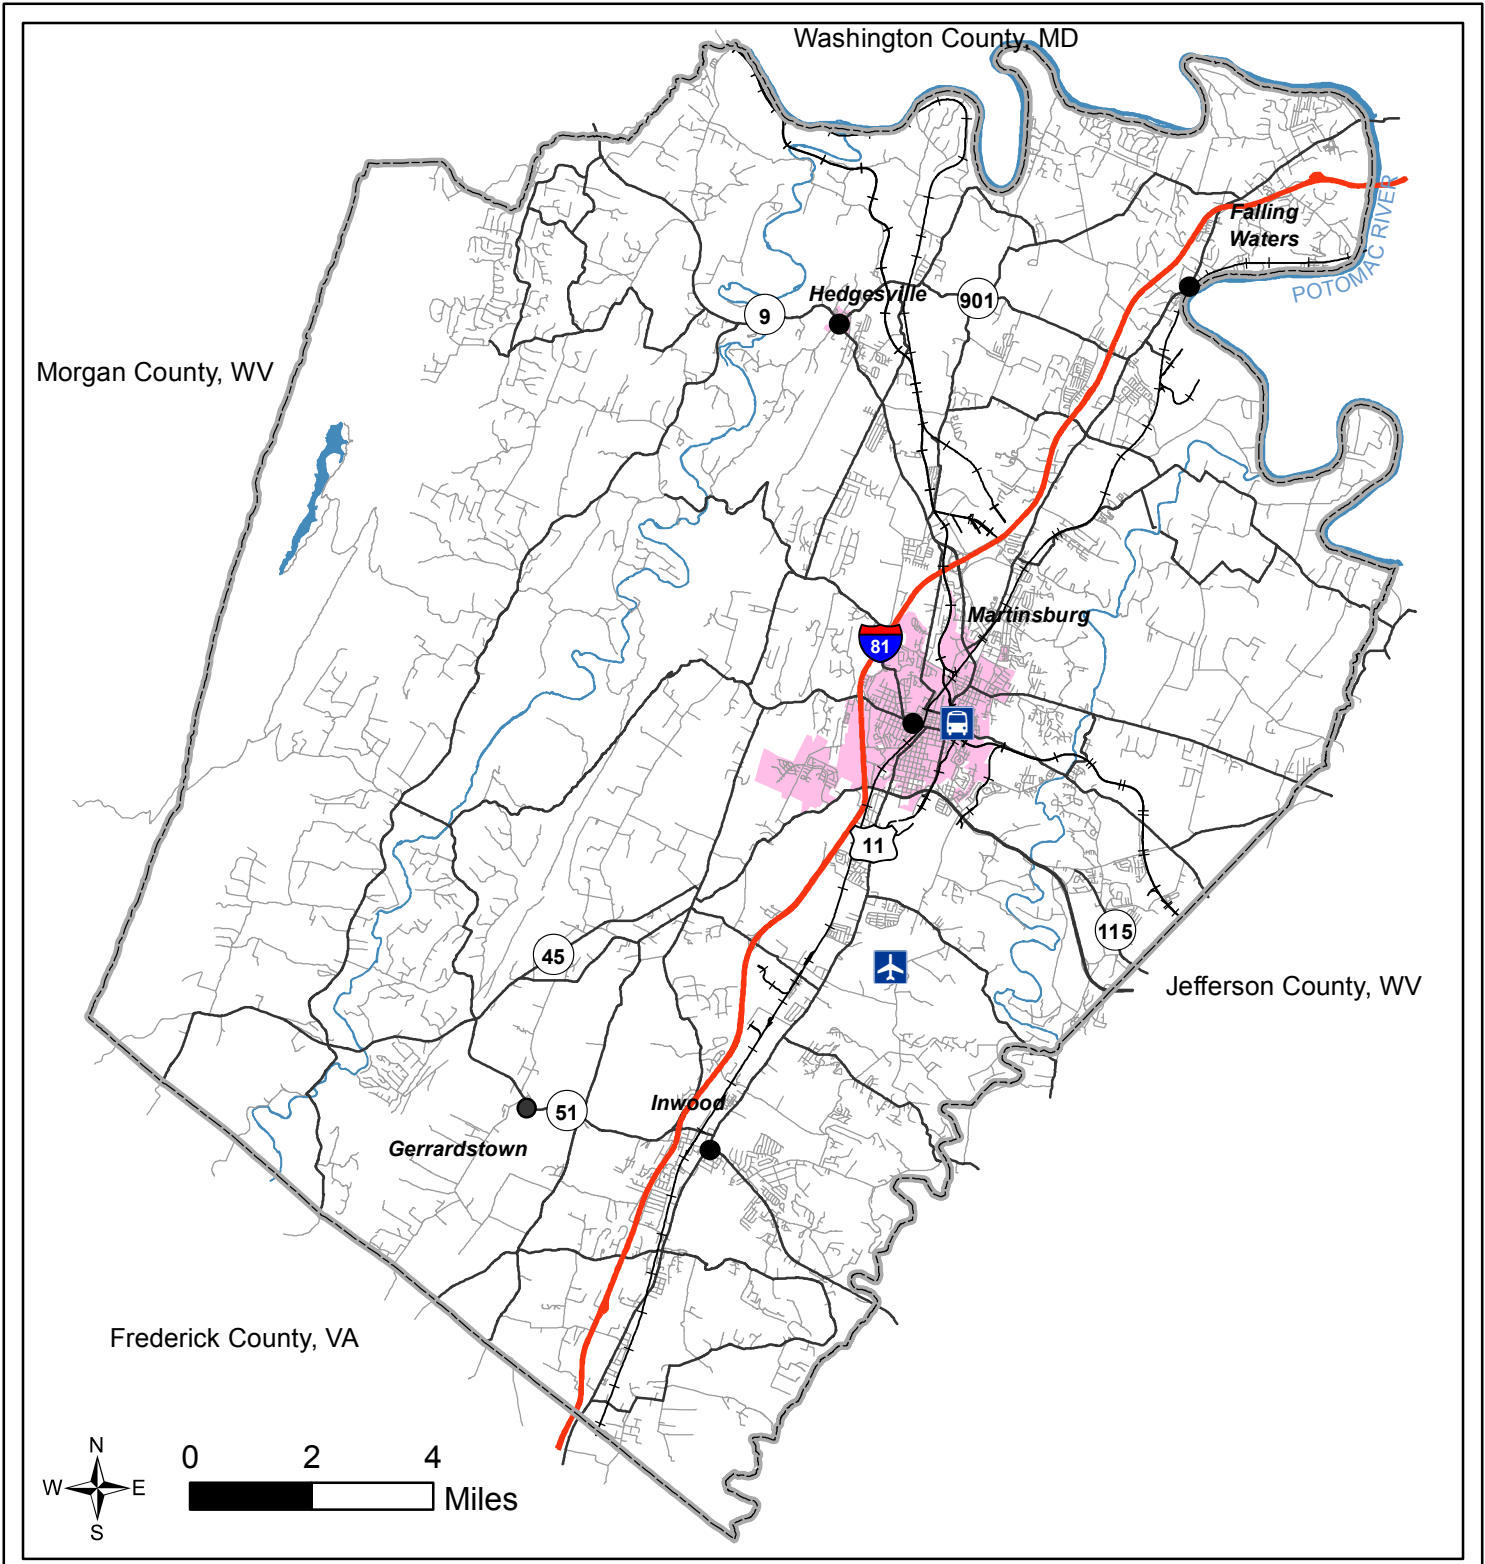 Washington County, MD
Falling
Waters
POTOMAC RIVER
Hedgesville
901
9
Morgan County, WV
Martinsburg
81
11
115
45
Jefferson County, WV
Inwood
51
Gerrardstown
Frederick County, VA
N
W E
S
0 2 4
Miles